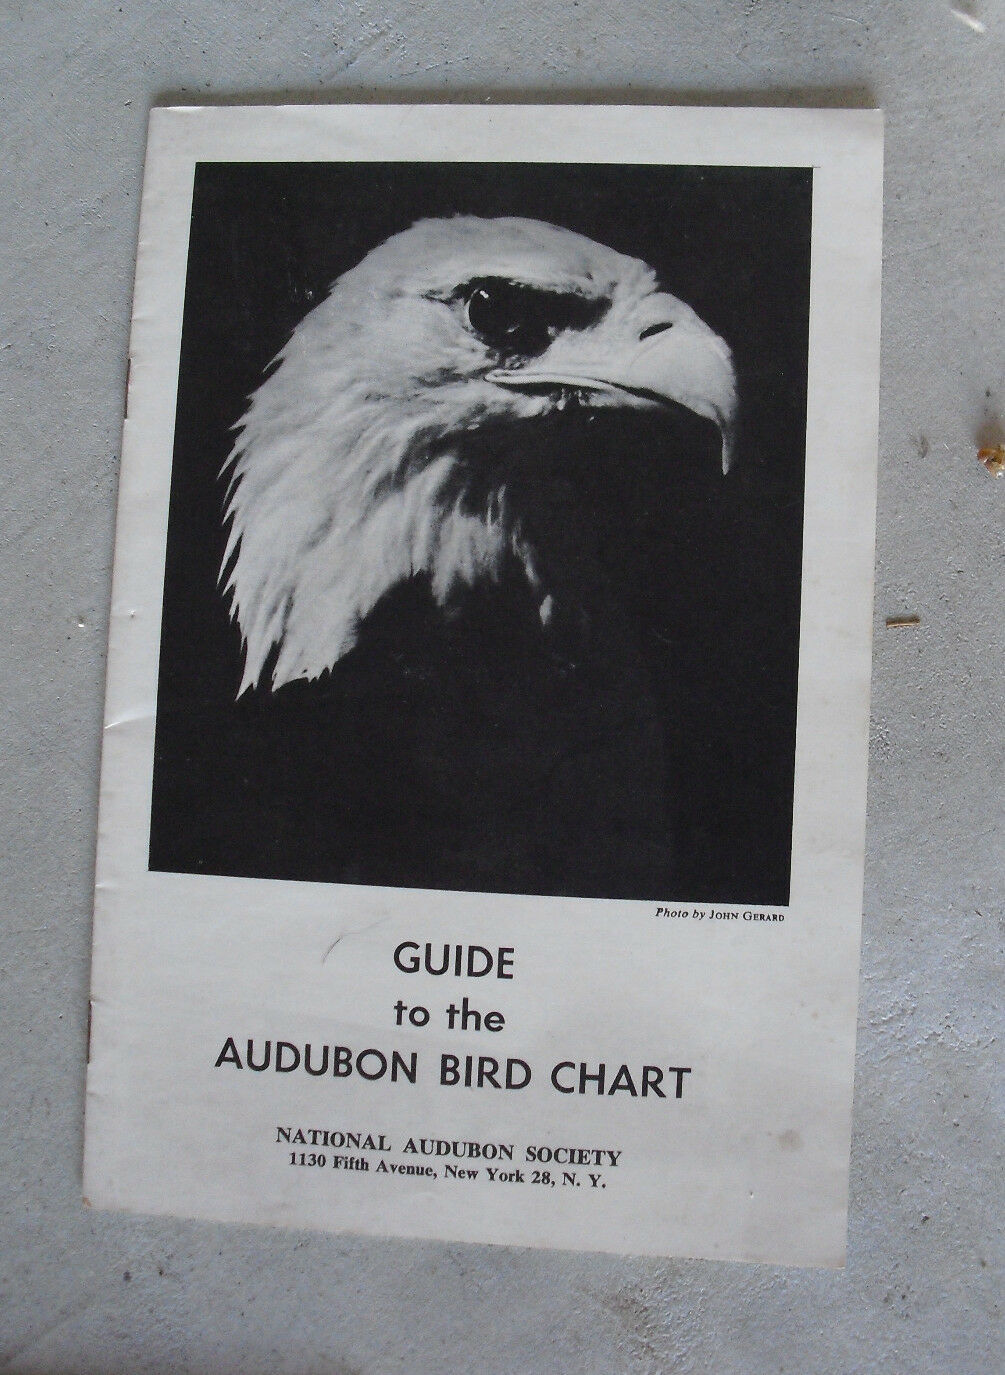 Photo by JOHN GERARD
GUIDE
to the
AUDUBON BIRD CHART
NATIONAL AUDUBON SOCIETY
1130 Fifth Avenue, New York 28, N. Y.